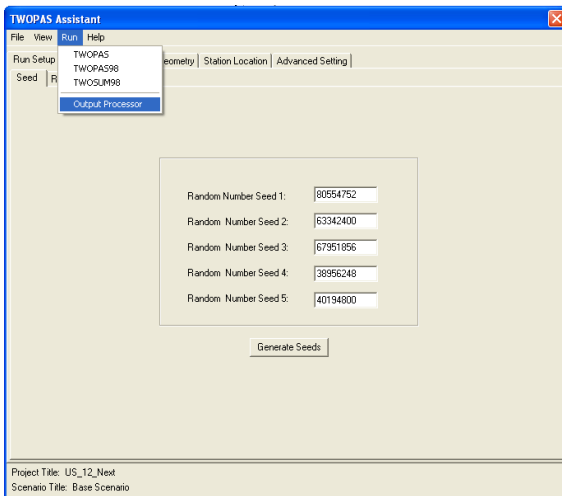 TWOPAS Assistant
File View Run Help
TWOPAS
TWOPAS98
TWOSUM98
Output Processor
Run Setup eometry Station Location Advanced Setting
Seed R
Random Number Seed 1: 80554752
Random Number Seed 2: 63342400
Random Number Seed 3: 67951856
Random Number Seed 4: 38956248
Random Number Seed 5: 40194800
Generate Seeds
Project Title: US_12_Next
Scenario Title: Base Scenario